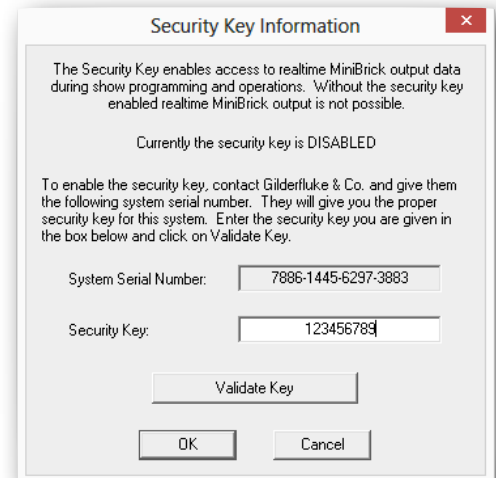 Security Key Information
The Security Key enables access to realtime MiniBrick output data
during show programming and operations. Without the security key
enabled realtime MiniBrick output is not possible.
Currently the security key is DISABLED
To enable the security key, contact Gilderfluke & Co. and give them
the following system serial number. They will give you the proper
security key for this system. Enter the security key you are given in
the box below and click on Validate Key.
System Serial Number: 7886-1445-6297-3883
Security Key: 123456789
Validate Key
OK Cancel